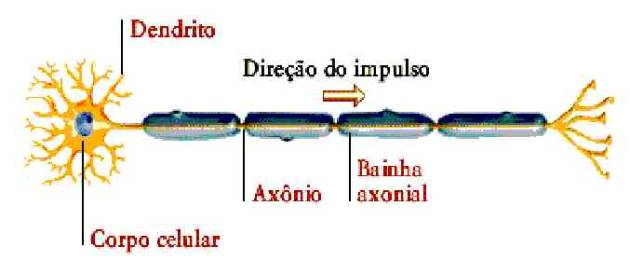 Dendrito
Direção do impulso
Axônio
Bainha
axonial
Corpo celular